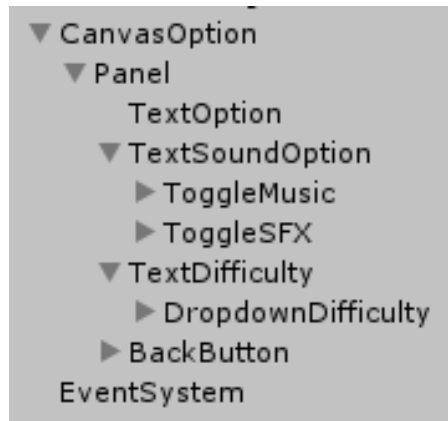 CanvasOption
Panel
TextOption
TextSoundOption
ToggleMusic
ToggleSFX
TextDifficulty
DropdownDifficulty
BackButton
EventSystem